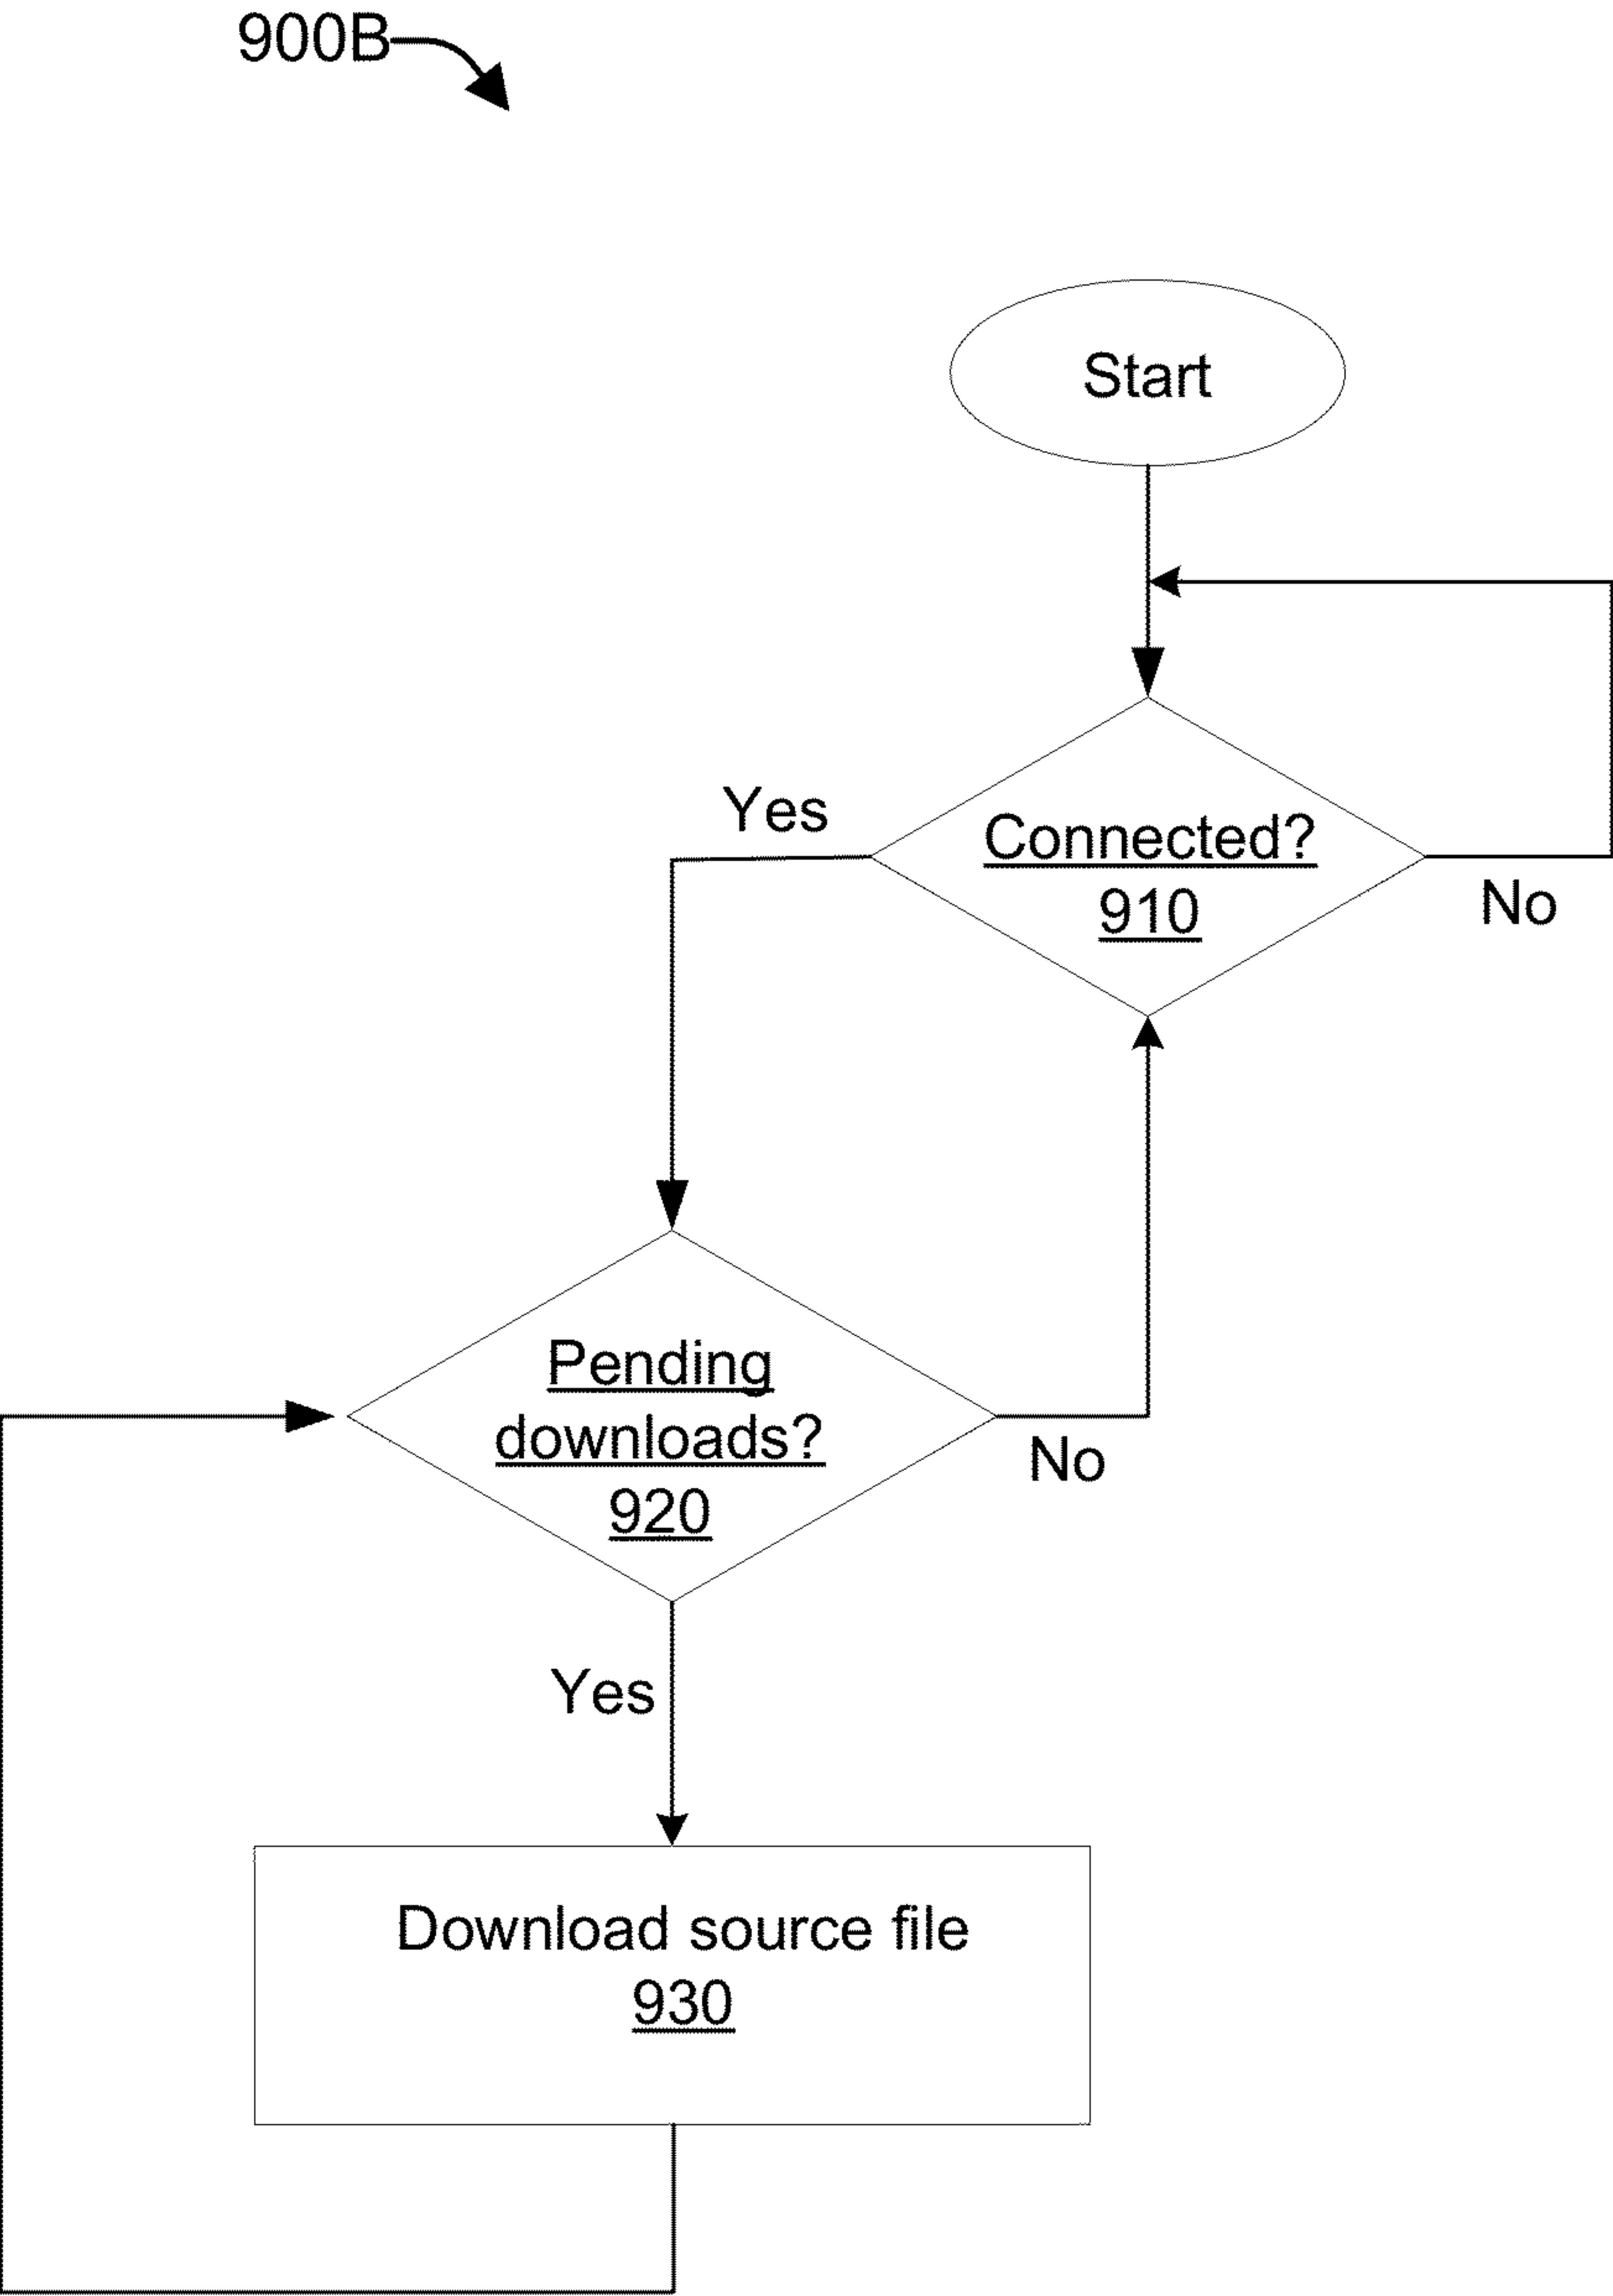 900B
Start
Yes
Connected?
910
No
Pending
downloads?
920
No
Yes
Download source file
930